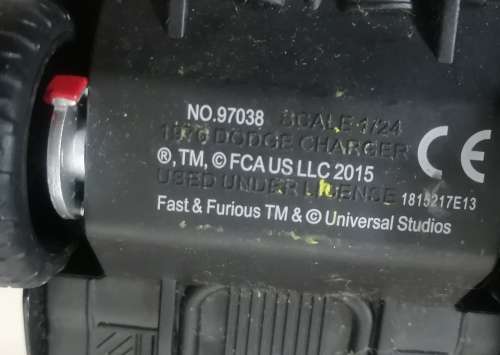 NO.97038 SCALE 1/24
1970 DODGE CHARGER
®, TM, © FCA US LLC 2015
USED UNDER LICENSE 1815217E13
Fast & Furious TM & © Universal Studios
CE